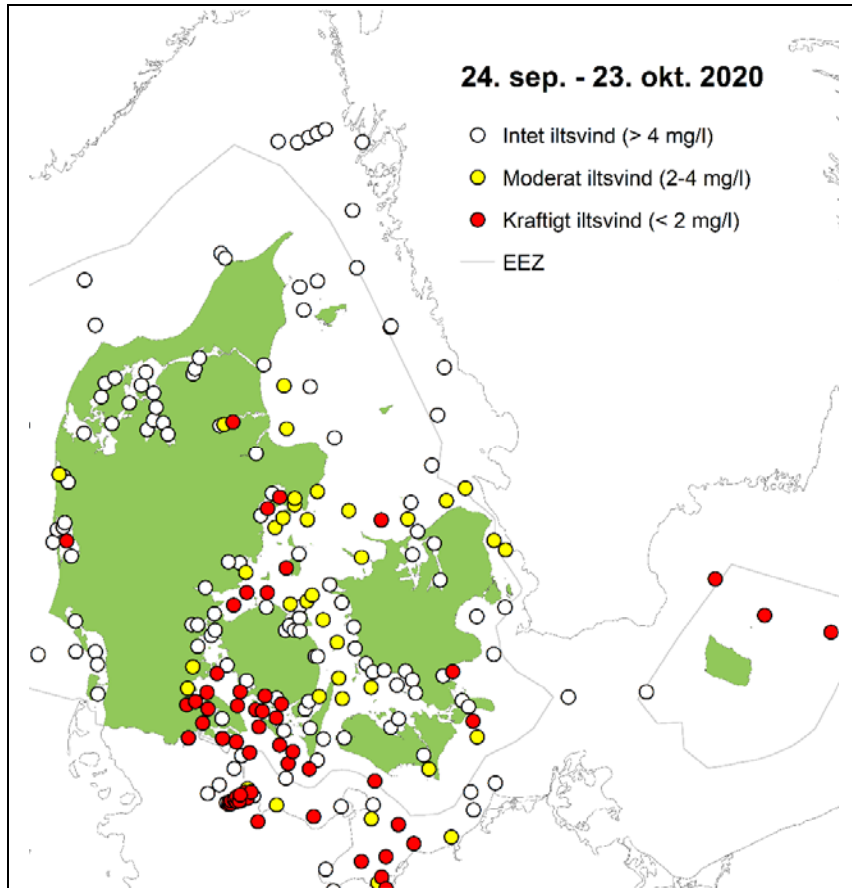 24. sep. - 23. okt. 2020
Intet iltsvind (> 4 mg/l)
Moderat iltsvind (2-4 mg/l)
Kraftigt iltsvind (< 2 mg/l)
EEZ